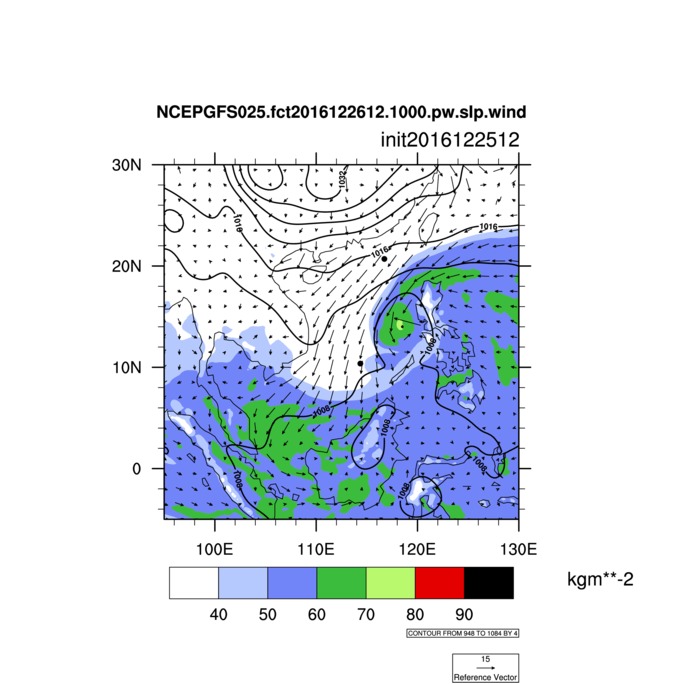 NCEPGFS025.fct2016122612.1000.pw.slp.wind
init2016122512
30N
1032
1016
1016
1016
20N
10N
1008
1008
1008
1008
1008
1008
0
100E 110E 120E 130E
kgm**-2
40 50 60 70 80 90
CONTOUR FROM 948 TO 1084 BY 4
15
Reference Vector